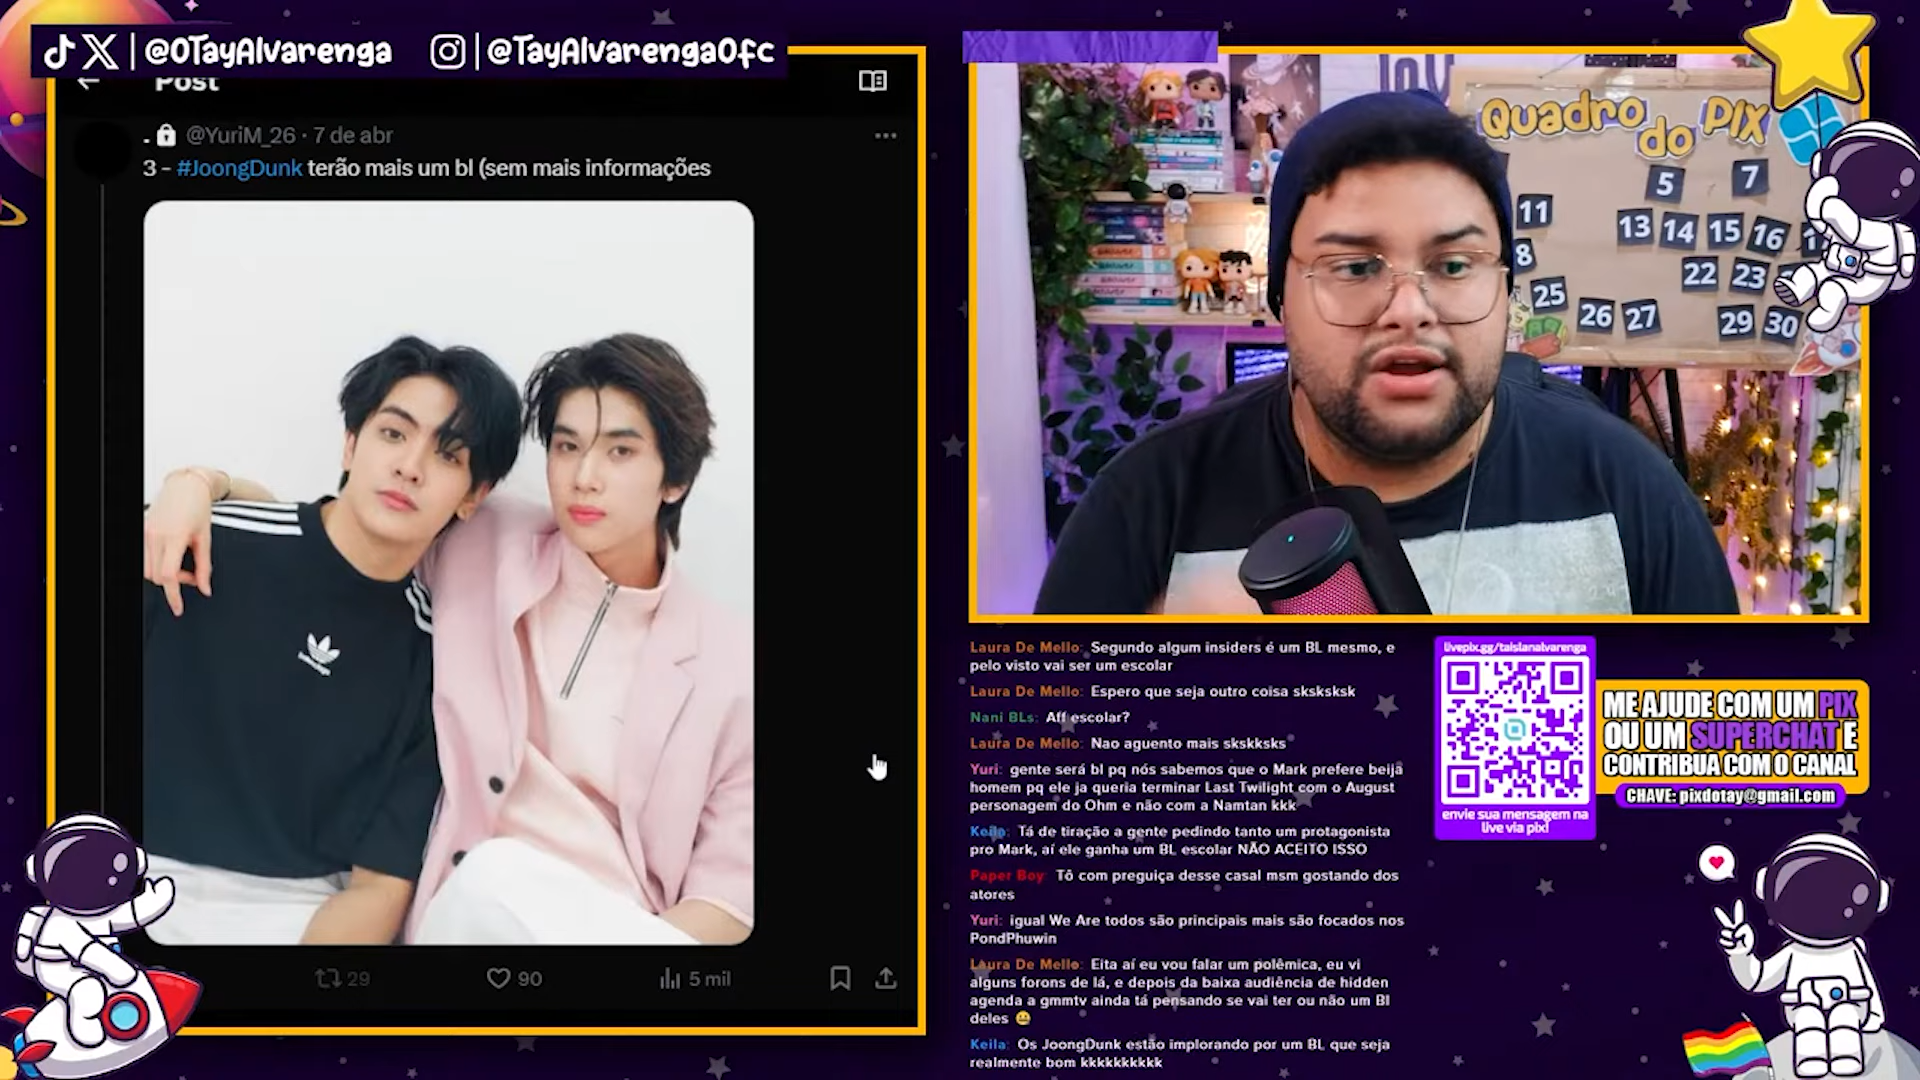 @OTayAlvarenga @TayAlvarengaOfc
Post
. @YuriM_26 · 7 de abr
3 - #JoongDunk terão mais um bl (sem mais informações
29 90 5 mil
Quadro do PIX
5 7
11 13 14 15 16
8 22 23
25 26 27 29 30
Laura De Mello: Segundo algum insiders é um BL mesmo, e
pelo visto vai ser um escolar
Laura De Mello: Espero que seja outro coisa sksksksk
Nani BLs: Aff escolar?
Laura De Mello: Nao aguento mais skskksks
Yuri: gente será bl pq nós sabemos que o Mark prefere beija
homem pq ele ja queria terminar Last Twilight com o August
personagem do Ohm e não com a Namtan kkk
Keila: Tá de tiração a gente pedindo tanto um protagonista
pro Mark, aí ele ganha um BL escolar NÃO ACEITO ISSO
Paper Boy: Tô com preguiça desse casal msm gostando dos
atores
Yuri: igual We Are todos são principais mais são focados nos
PondPhuwin
Laura De Mello: Eita aí eu vou falar um polêmica, eu vi
alguns forons de lá, e depois da baixa audiência de hidden
agenda a gmmtv ainda tá pensando se vai ter ou não um Bl
deles
Keila: Os JoongDunk estão implorando por um BL que seja
realmente bom kkkkkkkkkk
livepix.gg/taislanalvarenga
envie sua mensagem na
live via pix!
ME AJUDE COM UM PIX
OU UM SUPERCHAT E
CONTRIBUA COM O CANAL
CHAVE: pixdotay@gmail.com